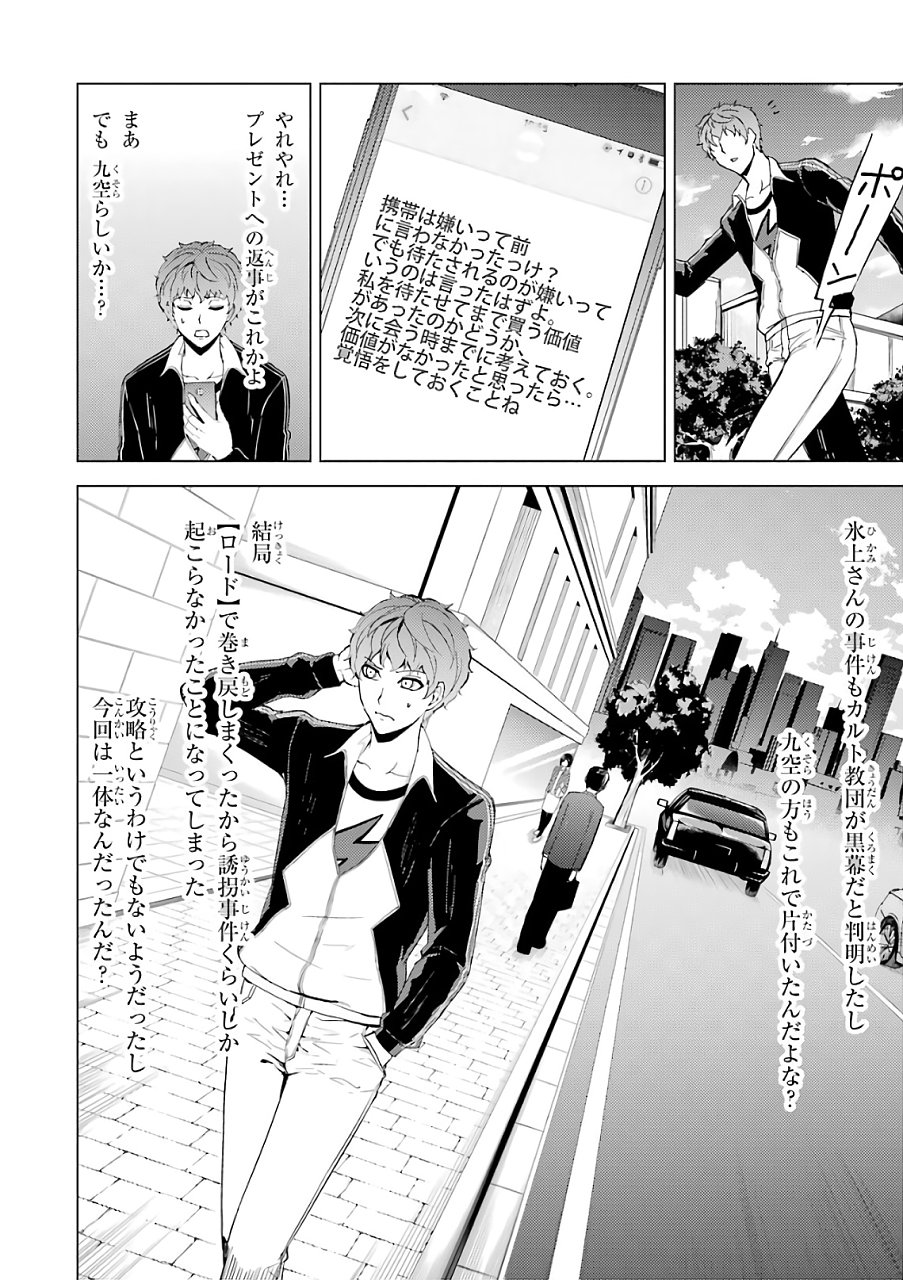 ポーン
10:48
携帯は嫌いって前
に言わなかったっけ？
でも待たされるのが嫌いって
いうのは言ったはずよ。
私を待たせてまで買う価値
があったのかどうか、
次に会う時までに考えておく。
価値がなかったと思ったら…
覚悟をしておくことね
やれやれ…
プレゼントへの返事がこれかよ
まあ
でも九空らしいか…？
氷上さんの事件もカルト教団が黒幕だと判明したし
九空の方もこれで片付いたんだよな？
結局
【ロード】で巻き戻しまくったから誘拐事件くらいしか
起こらなかったことになってしまった
攻略というわけでもないようだったし
今回は一体なんだったんだ？